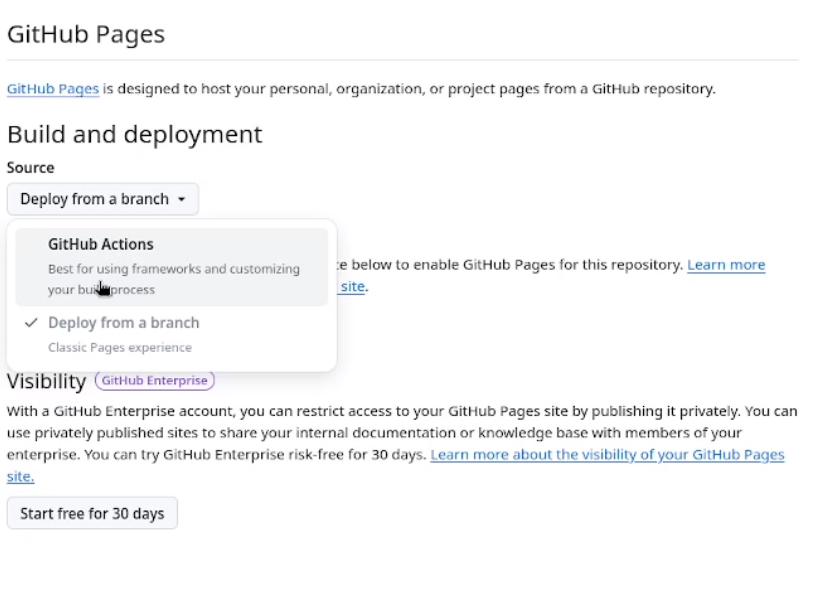 GitHub Pages
GitHub Pages is designed to host your personal, organization, or project pages from a GitHub repository.
Build and deployment
Source
Deploy from a branch
GitHub Actions
Best for using frameworks and customizing
your build process
below to enable GitHub Pages for this repository. Learn more
site.
Deploy from a branch
Classic Pages experience
Visibility GitHub Enterprise
With a GitHub Enterprise account, you can restrict access to your GitHub Pages site by publishing it privately. You can
use privately published sites to share your internal documentation or knowledge base with members of your
enterprise. You can try GitHub Enterprise risk-free for 30 days. Learn more about the visibility of your GitHub Pages
site.
Start free for 30 days